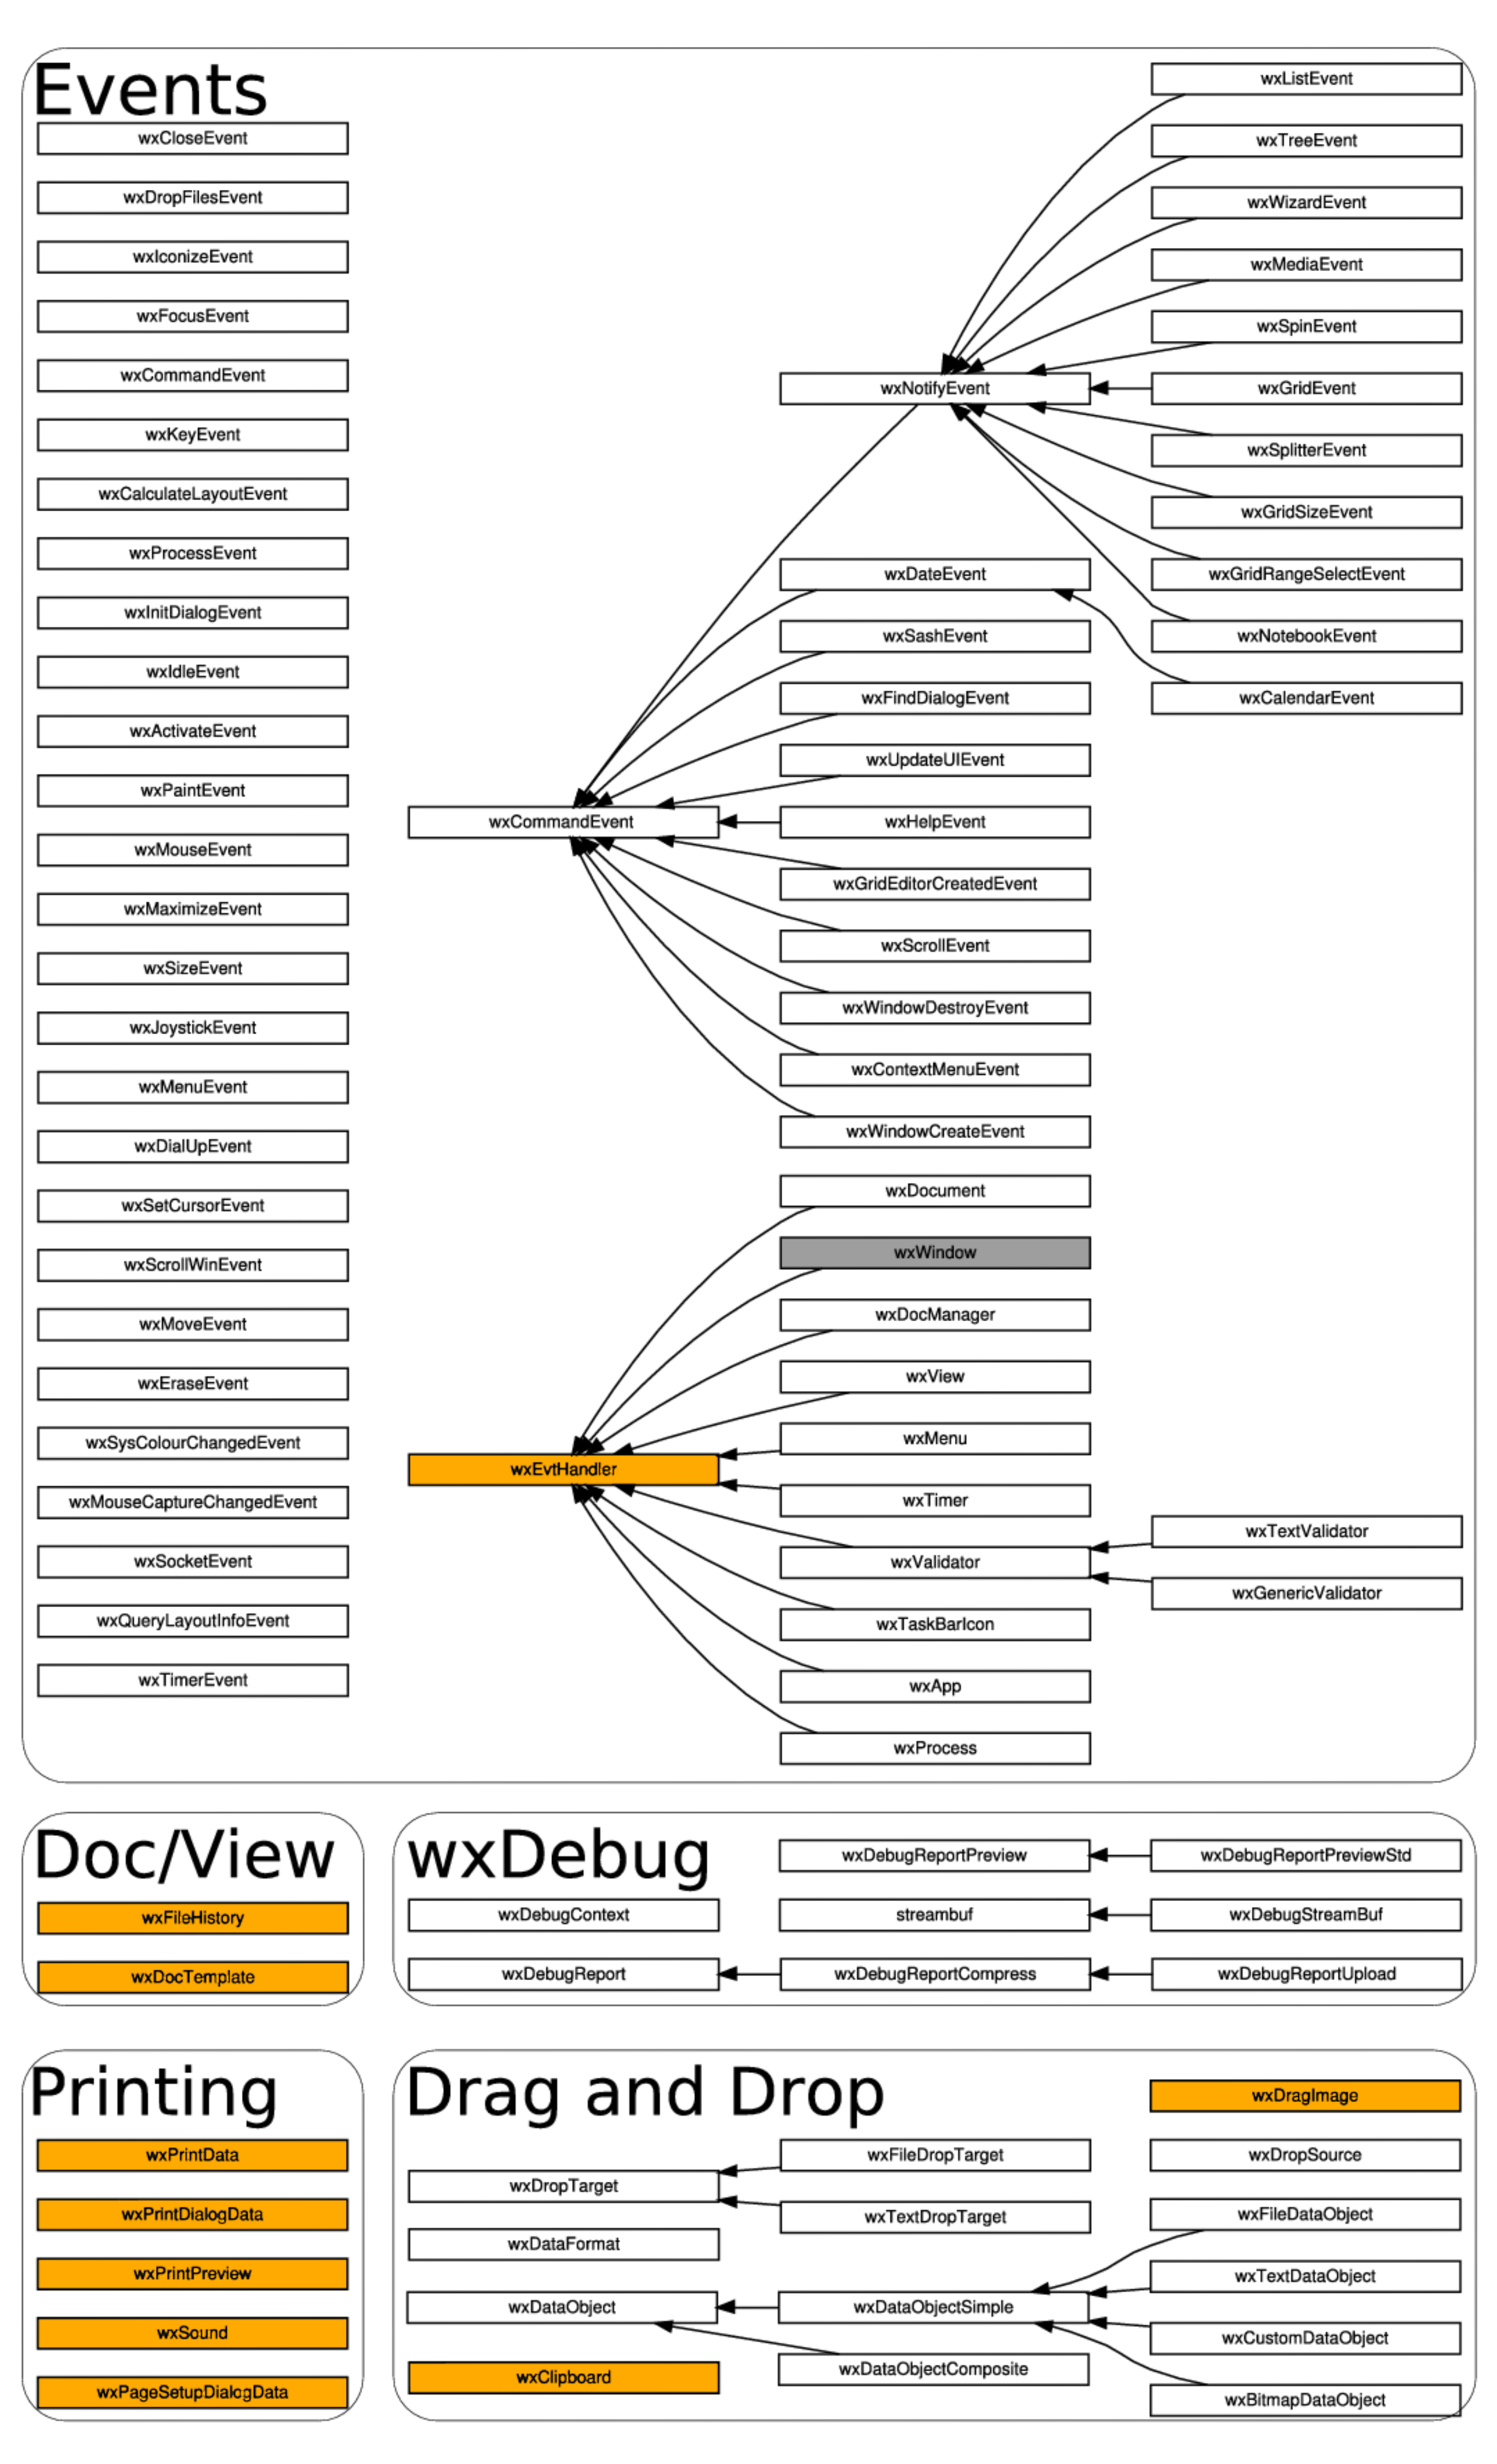 Events
wxCloseEvent
wxDropFilesEvent
wxIconizeEvent
wxFocusEvent
wxCommandEvent
wxKeyEvent
wxCalculateLayoutEvent
wxProcessEvent
wxInitDialogEvent
wxIdleEvent
wxActivateEvent
wxPaintEvent
wxMouseEvent
wxMaximizeEvent
wxSizeEvent
wxJoystickEvent
wxMenuEvent
wxDialUpEvent
wxSetCursorEvent
wxScrollWinEvent
wxMoveEvent
wxEraseEvent
wxSysColourChangedEvent
wxMouseCaptureChangedEvent
wxSocketEvent
wxQueryLayoutInfoEvent
wxTimerEvent
wxCommandEvent
wxEvtHandler
wxNotifyEvent
wxDateEvent
wxSashEvent
wxFindDialogEvent
wxUpdateUIEvent
wxHelpEvent
wxGridEditorCreatedEvent
wxScrollEvent
wxWindowDestroyEvent
wxContextMenuEvent
wxWindowCreateEvent
wxDocument
wxWindow
wxDocManager
wxView
wxMenu
wxTimer
wxValidator
wxTaskBarIcon
wxApp
wxProcess
wxListEvent
wxTreeEvent
wxWizardEvent
wxMediaEvent
wxSpinEvent
wxGridEvent
wxSplitterEvent
wxGridSizeEvent
wxGridRangeSelectEvent
wxNotebookEvent
wxCalendarEvent
wxTextValidator
wxGenericValidator
Doc/View
wxFileHistory
wxDocTemplate
wxDebug
wxDebugContext
wxDebugReport
wxDebugReportPreview
streambuf
wxDebugReportCompress
wxDebugReportPreviewStd
wxDebugStreamBuf
wxDebugReportUpload
Printing
wxPrintData
wxPrintDialogData
wxPrintPreview
wxSound
wxPageSetupDialogData
Drag and Drop
wxDropTarget
wxDataFormat
wxDataObject
wxClipboard
wxFileDropTarget
wxTextDropTarget
wxDataObjectSimple
wxDataObjectComposite
wxDragImage
wxDropSource
wxFileDataObject
wxTextDataObject
wxCustomDataObject
wxBitmapDataObject